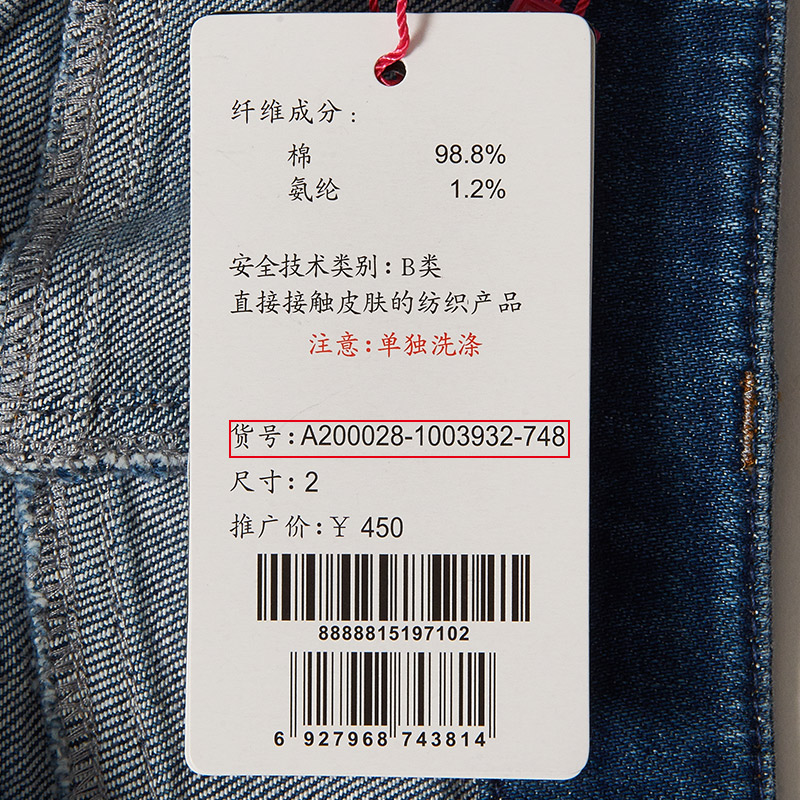 纤维成分:
棉 98.8%
氨纶 1.2%
安全技术类别:B类
直接接触皮肤的纺织产品
注意:单独洗涤
货号:A200028-1003932-748
尺寸:2
推广价:￥ 450
8888815197102
6 927968 743814